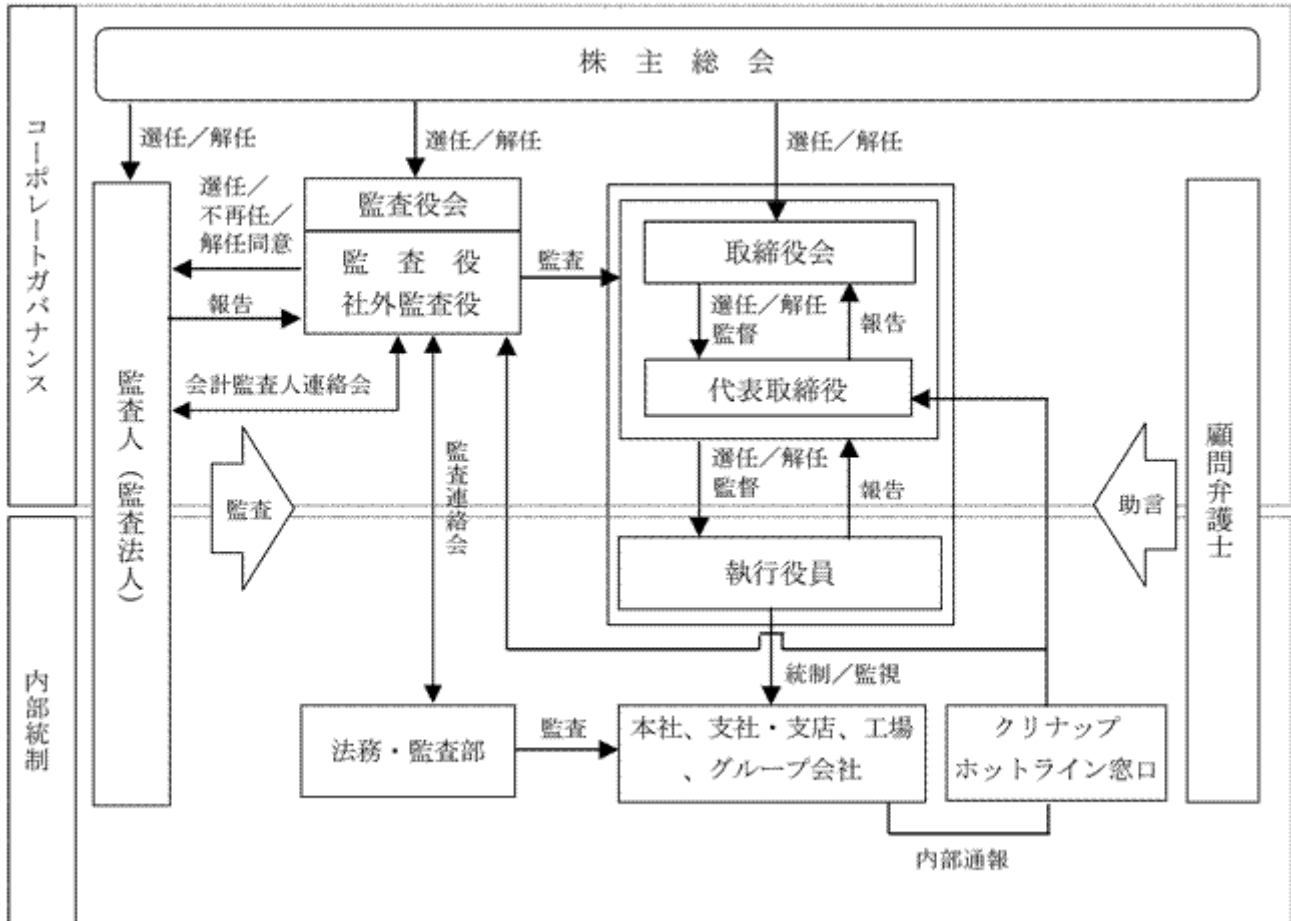 株主総会
コーポレートガバナンス
選任／解任
選任／解任
選任／解任
選任／
不再任／
解任同意
監査役会
監査役
社外監査役
監査
報告
会計監査人連絡会
取締役会
選任／解任
監督
報告
代表取締役
選任／解任
監督
報告
執行役員
監査人（監査法人）
監査
監査連絡会
助言
顧問弁護士
内部統制
統制／監視
法務・監査部
監査
本社、支社・支店、工場
、グループ会社
クリナップ
ホットライン窓口
内部通報